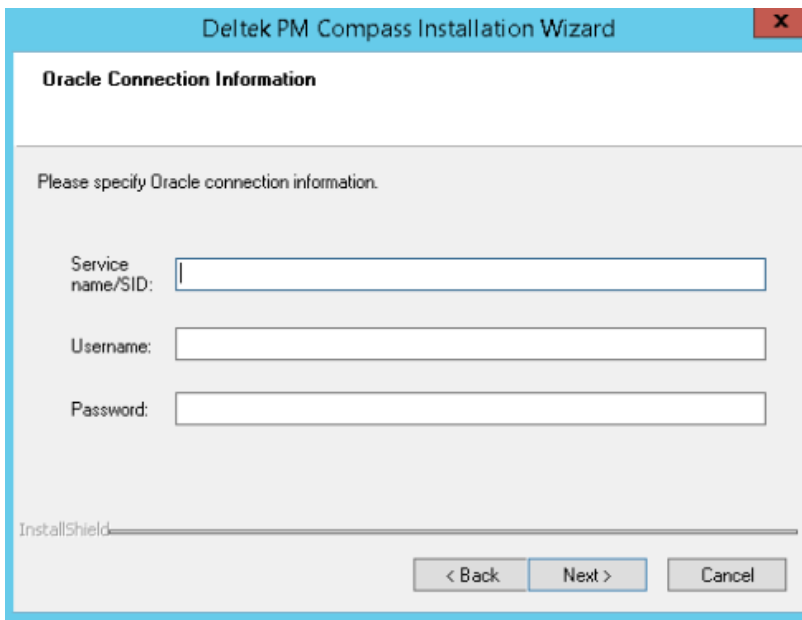 Deltek PM Compass Installation Wizard
x
Oracle Connection Information
Please specify Oracle connection information.
Service
name/SID:
Username:
Password:
InstallShield
< Back Next > Cancel